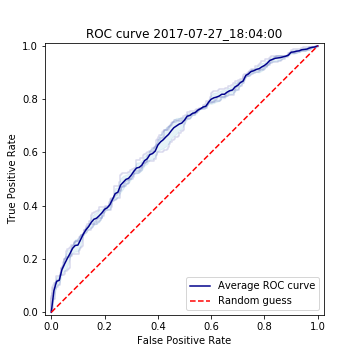 ROC curve 2017-07-27_18:04:00
True Positive Rate
1.0
0.8
0.6
0.4
0.2
0.0
Average ROC curve
Random guess
0.0 0.2 0.4 0.6 0.8 1.0
False Positive Rate